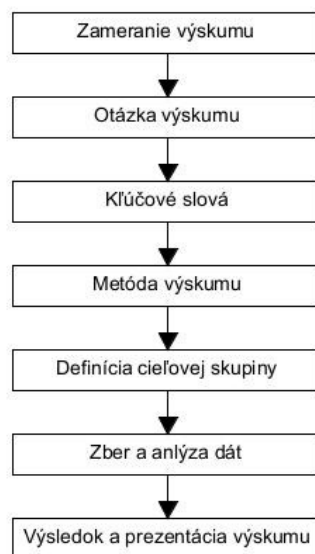 Zameranie výskumu
Otázka výskumu
Kľúčové slová
Metóda výskumu
Definícia cieľovej skupiny
Zber a anlýza dát
Výsledok a prezentácia výskumu